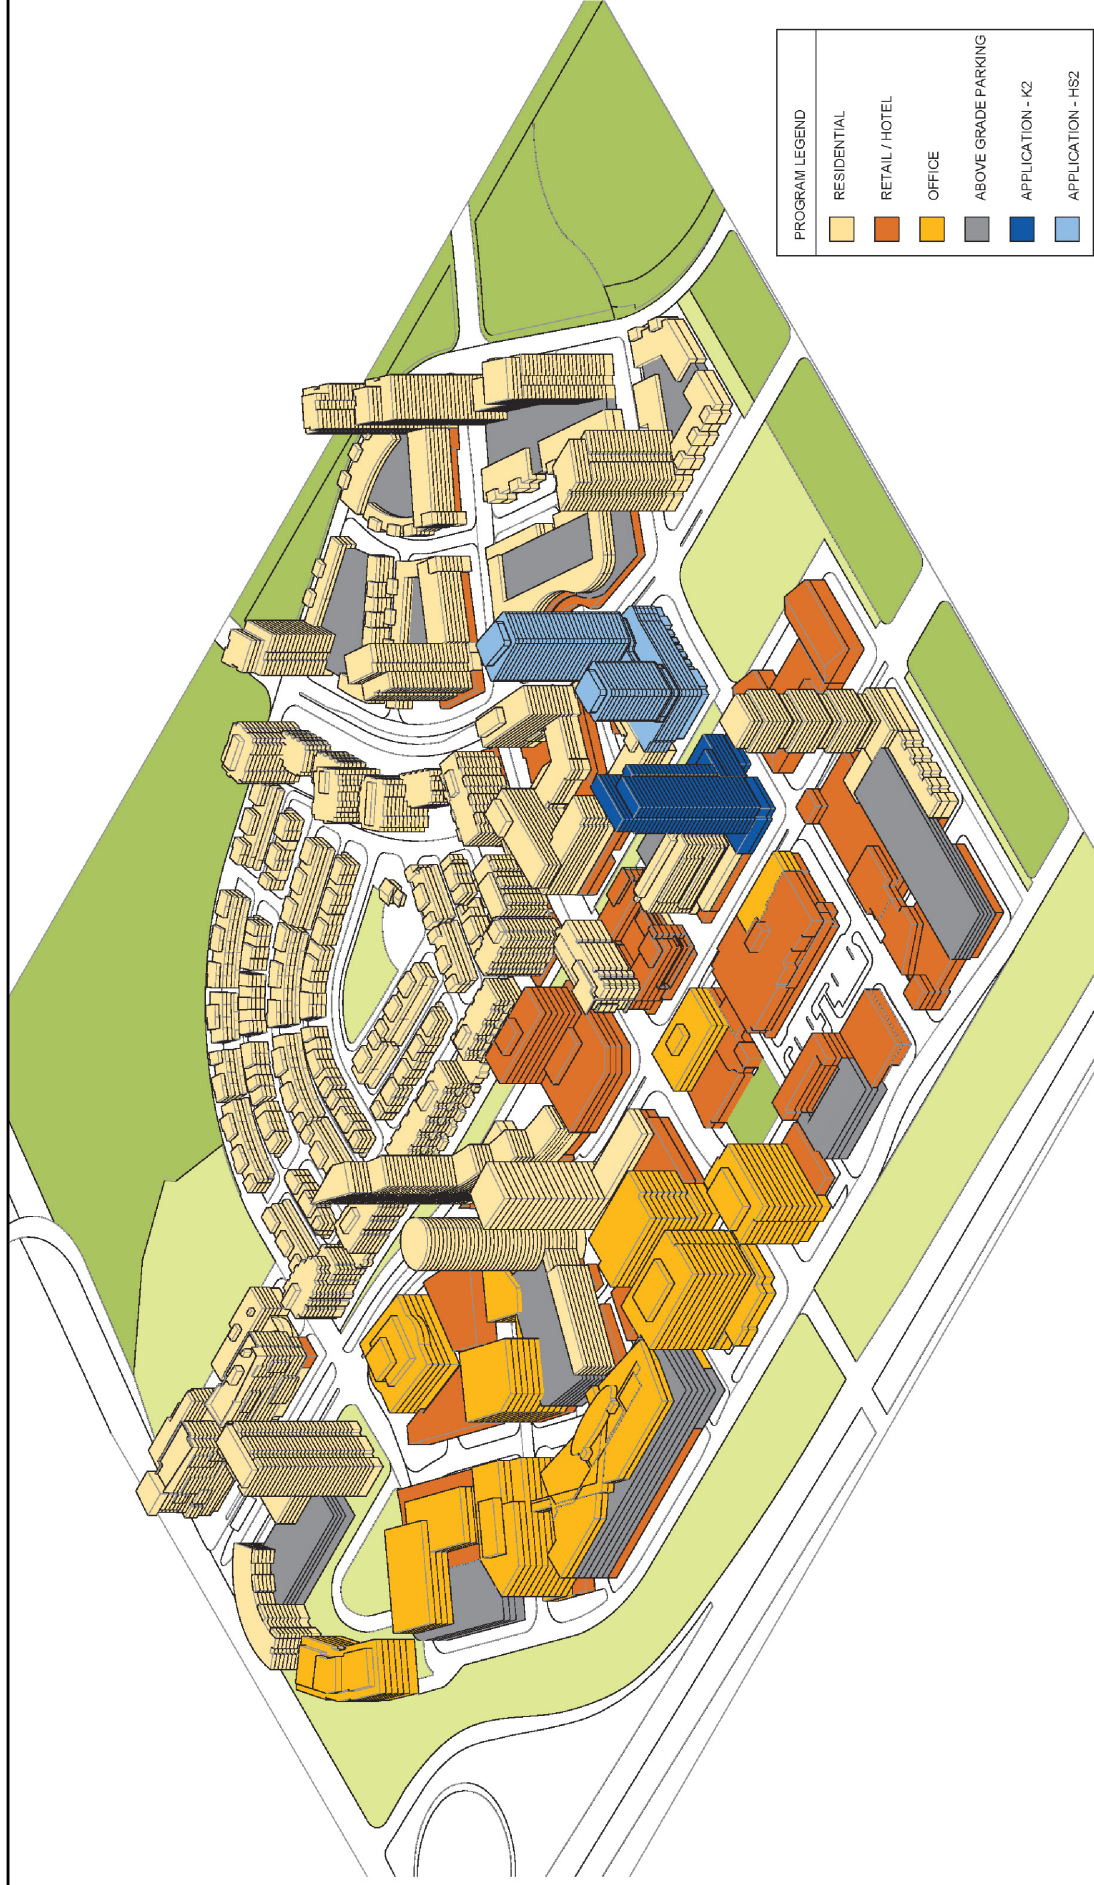 PROGRAM LEGEND
RESIDENTIAL
RETAIL / HOTEL
OFFICE
ABOVE GRADE PARKING
APPLICATION - K2
APPLICATION - HS2